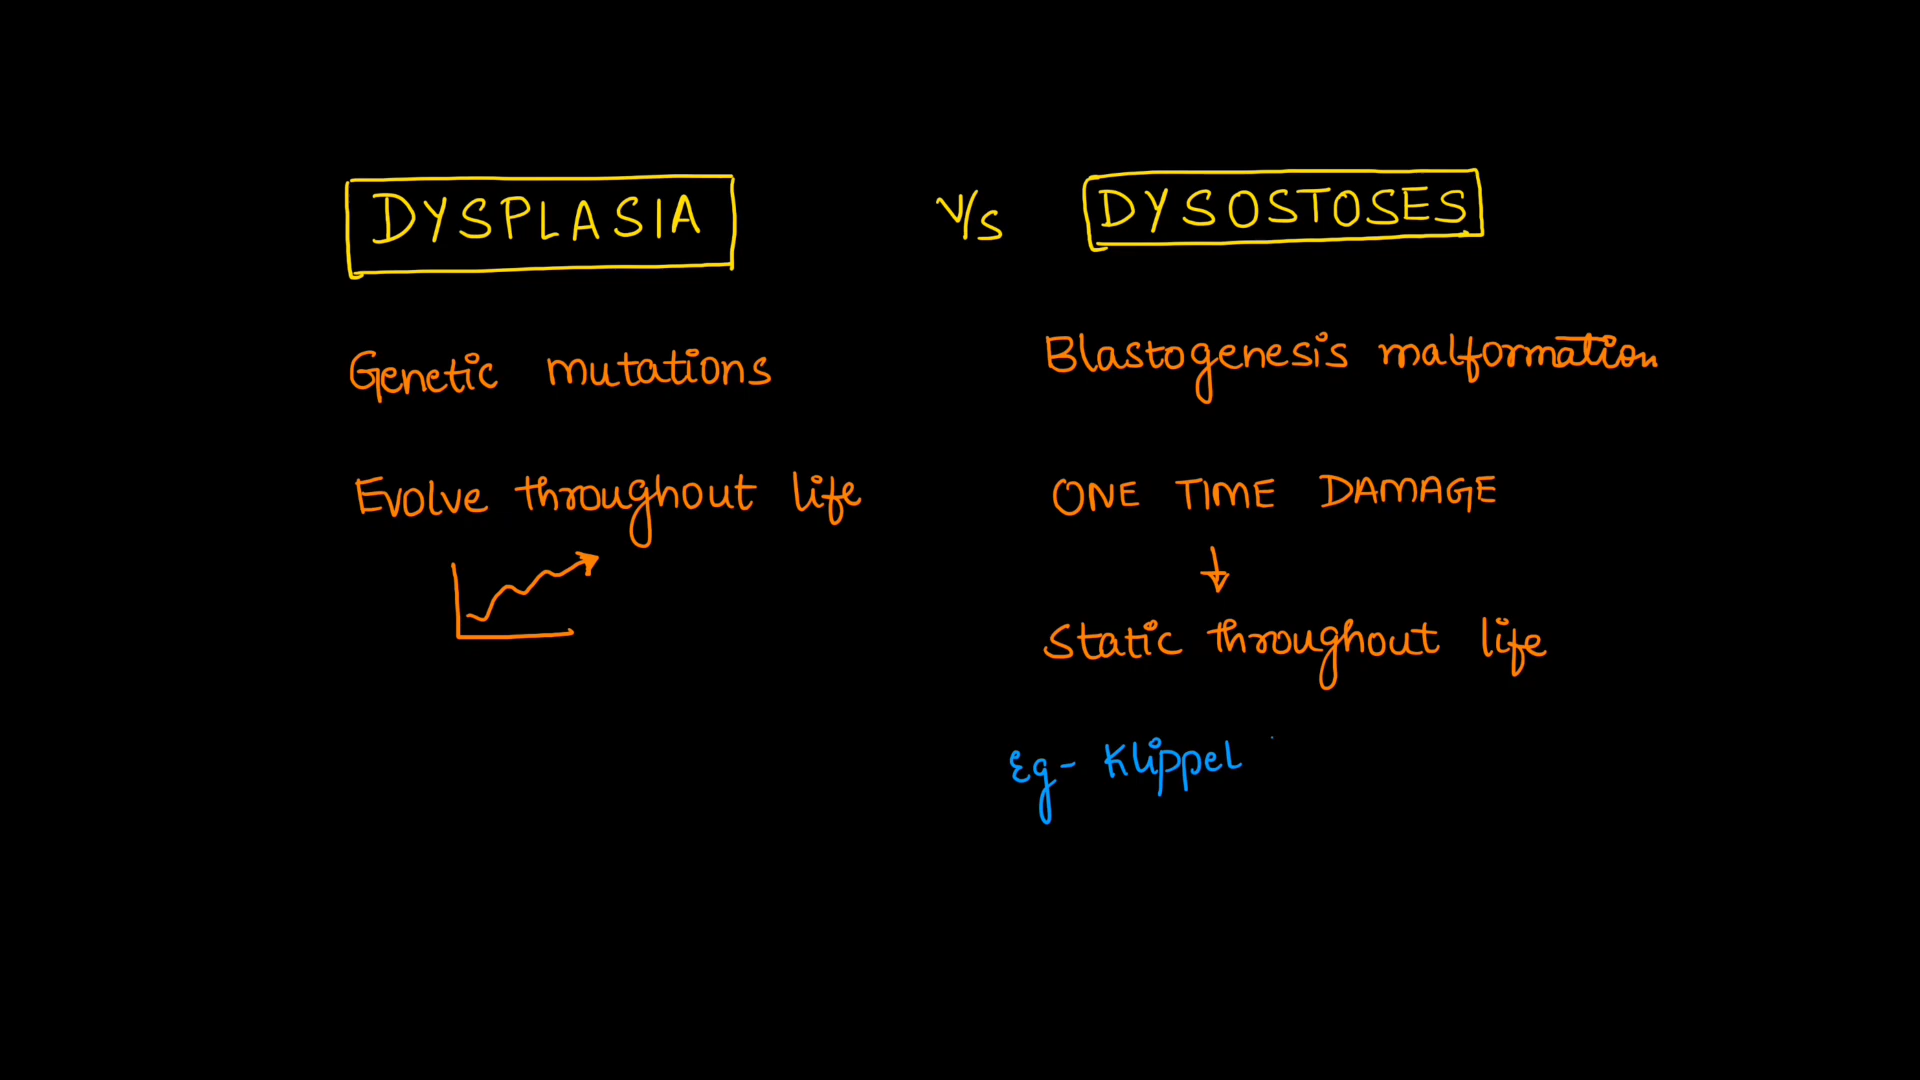 DYSPLASIA V/S DYSOSTOSES
Genetic mutations
Evolve throughout life
Blastogenesis malformation
ONE TIME DAMAGE
Static throughout life
Eg- Klippel